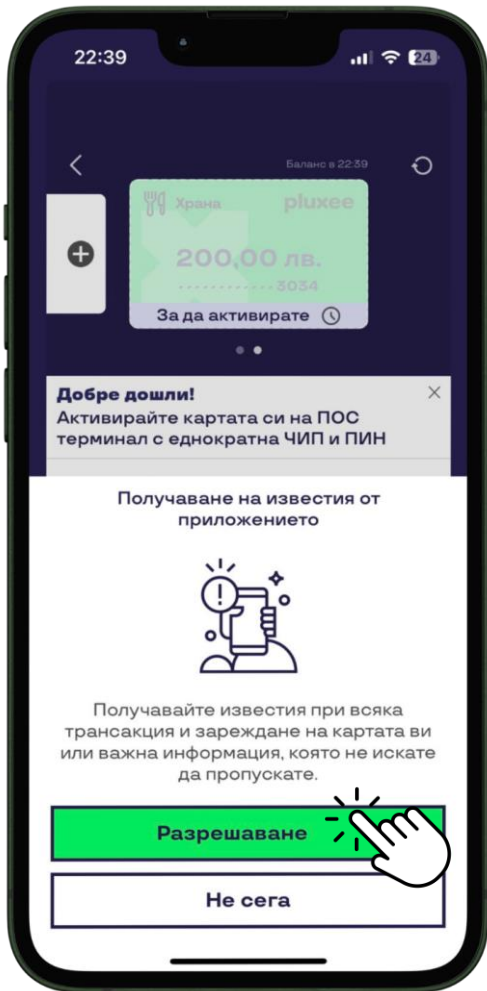 22:39
24
Баланс в 22:39
Храна
pluxee
200,00 лв.
............3034
За да активирате
Добре дошли!
Активирайте картата си на ПОС
терминал с еднократна ЧИП и ПИН
Получаване на известия от
приложението
Получавайте известия при всяка
трансакция и зареждане на картата ви
или важна информация, която не искате
да пропускате.
Разрешаване
Не сега